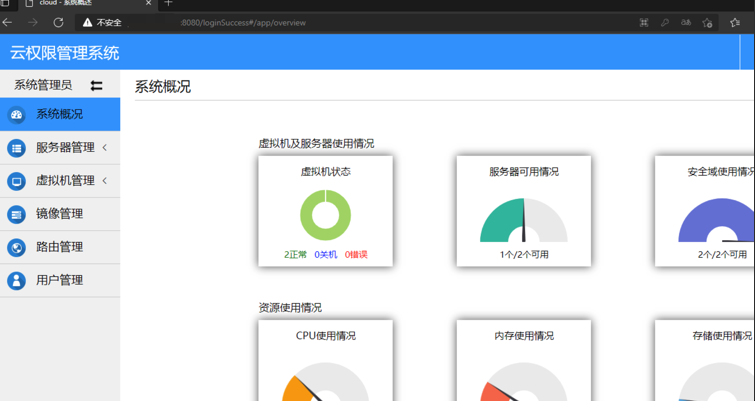 cloud - 系统概述
不安全
:8080/loginSuccess#/app/overview
云权限管理系统
系统管理员
系统概况
服务器管理
虚拟机管理
镜像管理
路由管理
用户管理
系统概况
虚拟机及服务器使用情况
虚拟机状态
2正常 0关机 0错误
服务器可用情况
1个/2个可用
安全域使用情况
2个/2个可用
资源使用情况
CPU使用情况
内存使用情况
存储使用情况